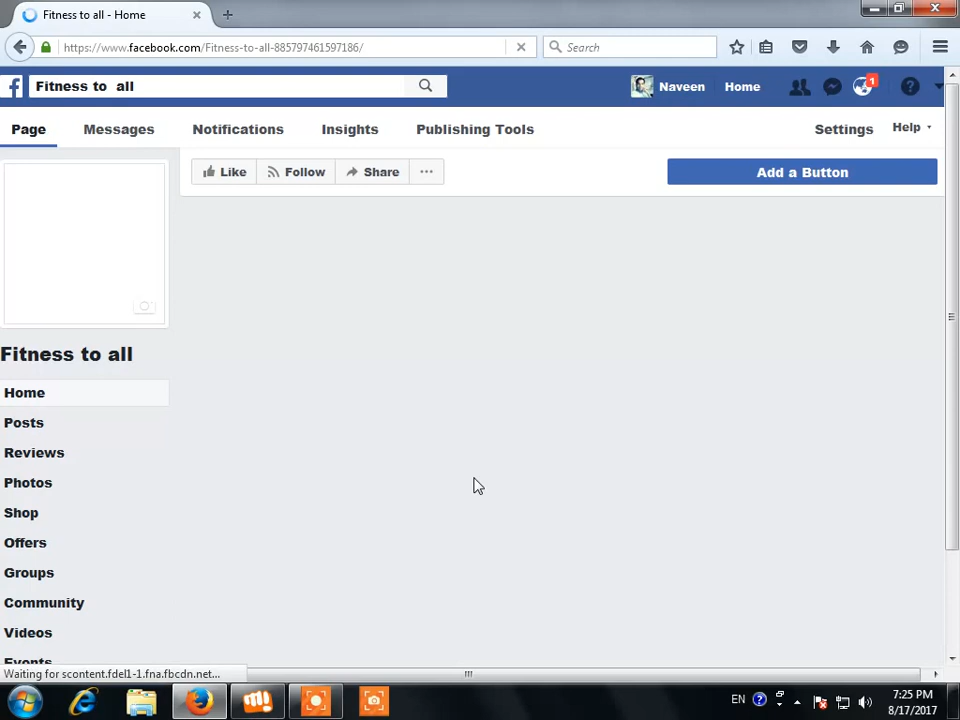 Fitness to all - Home
https://www.facebook.com/Fitness-to-all-885797461597186/
Search
Fitness to all
Naveen
Home
1
Page
Messages
Notifications
Insights
Publishing Tools
Settings
Help
Like
Follow
Share
Add a Button
Fitness to all
Home
Posts
Reviews
Photos
Shop
Offers
Groups
Community
Videos
Events
Waiting for scontent.fdel1-1.fna.fbcdn.net...
EN
7:25 PM
8/17/2017